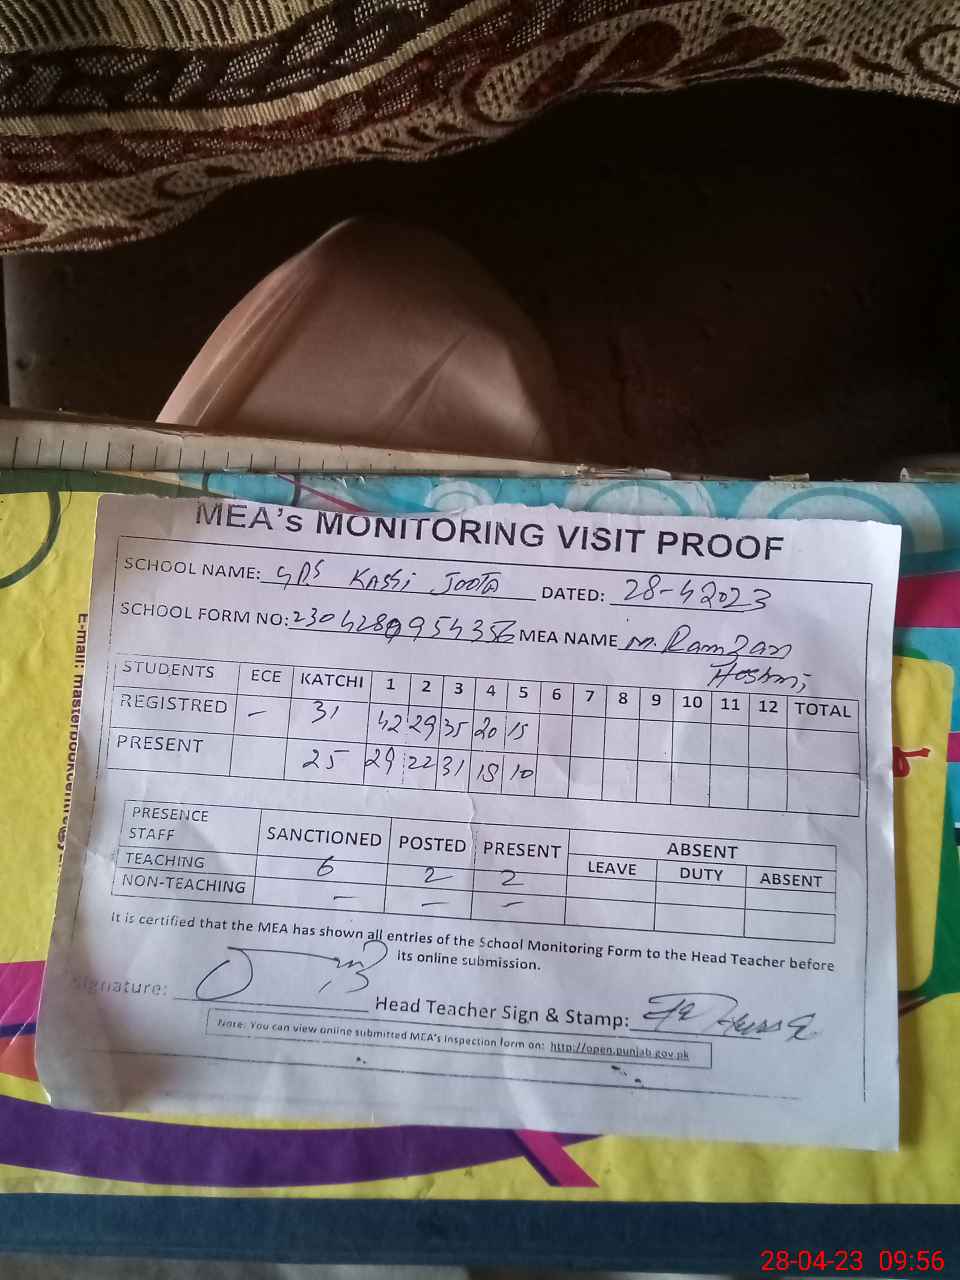 MEA's MONITORING VISIT PROOF
SCHOOL NAME: GPS Kashi Joota DATED: 28-4 2023
SCHOOL FORM NO: MEA NAME M. Ramzan
Hashmi
STUDENTS ECE KATCHI 1 2 3 4 5 6 7 8 9 10 11 12 TOTAL
REGISTRED - 31 42 29 35 20 15
PRESENT 25 29 22 31 18 10
PRESENCE STAFF SANCTIONED POSTED PRESENT ABSENT
LEAVE DUTY ABSENT
TEACHING 6 2 2
NON-TEACHING - - -
It is certified that the MEA has shown all entries of the School Monitoring Form to the Head Teacher before
its online submission.
Signature: Head Teacher Sign & Stamp:
Note: You can view online submitted MEA's Inspection form on: http://open.punjab.gov.pk
28-04-23 09:56